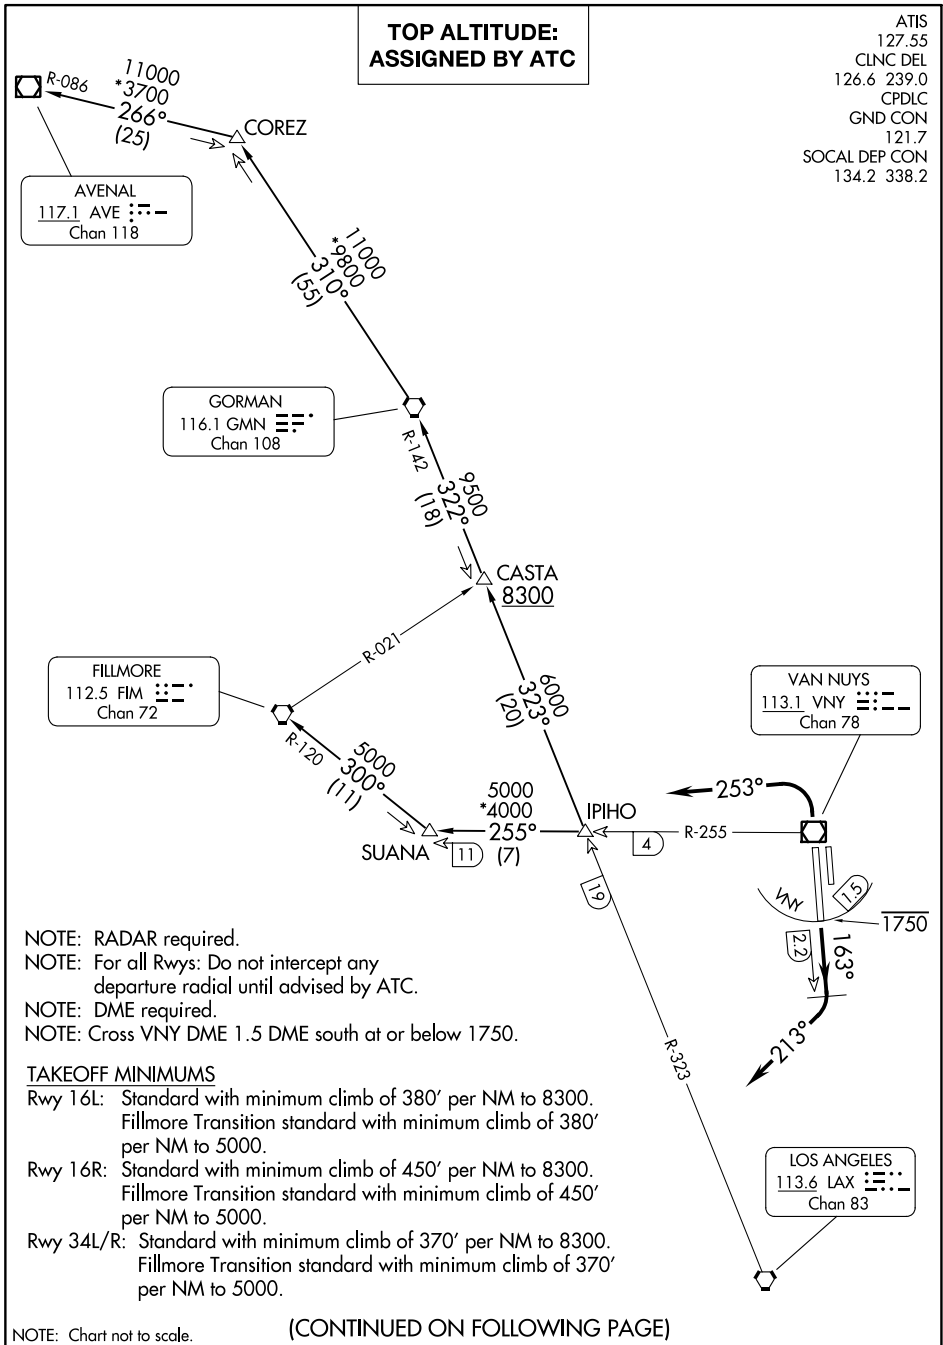 TOP ALTITUDE:
ASSIGNED BY ATC
ATIS
127.55
CLNC DEL
126.6 239.0
CPDLC
GND CON
121.7
SOCAL DEP CON
134.2 338.2
R-086
11000
*3700
266°
(25)
COREZ
AVENAL
117.1 AVE
Chan 118
11000
*9800
310°
(55)
GORMAN
116.1 GMN
Chan 108
R-142
9500
322°
(18)
CASTA
8300
R-021
FILLMORE
112.5 FIM
Chan 72
6000
323°
(20)
VAN NUYS
113.1 VNY
Chan 78
R-120
5000
300°
(11)
5000
*4000
255°
(7)
IPIHO
253°
R-255
4
SUANA
11
19
VNY
1.5
1750
2.2
163°
213°
R-323
NOTE: RADAR required.
NOTE: For all Rwys: Do not intercept any
departure radial until advised by ATC.
NOTE: DME required.
NOTE: Cross VNY DME 1.5 DME south at or below 1750.
TAKEOFF MINIMUMS
Rwy 16L: Standard with minimum climb of 380' per NM to 8300.
Fillmore Transition standard with minimum climb of 380'
per NM to 5000.
Rwy 16R: Standard with minimum climb of 450' per NM to 8300.
Fillmore Transition standard with minimum climb of 450'
per NM to 5000.
Rwy 34L/R: Standard with minimum climb of 370' per NM to 8300.
Fillmore Transition standard with minimum climb of 370'
per NM to 5000.
LOS ANGELES
113.6 LAX
Chan 83
NOTE: Chart not to scale.
(CONTINUED ON FOLLOWING PAGE)